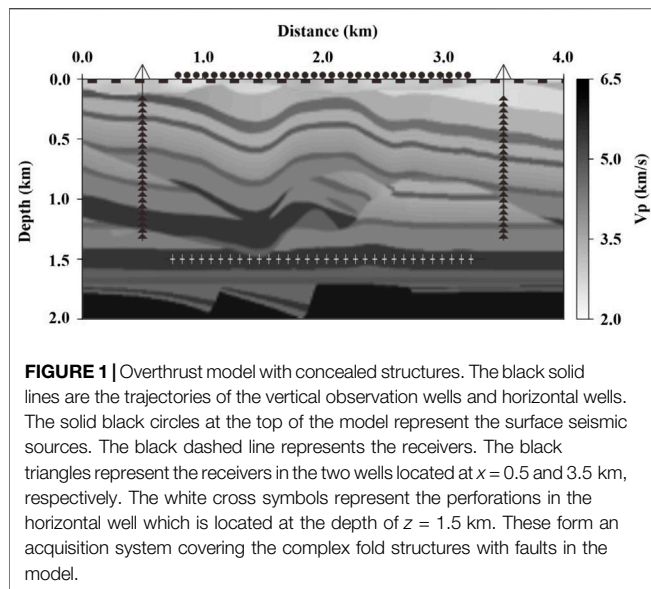 Distance (km)
0.0 1.0 2.0 3.0 4.0
0.0
0.5
1.0
1.5
2.0
Depth (km)
6.5
5.0
3.5
2.0
Vp (km/s)
FIGURE 1 | Overthrust model with concealed structures. The black solid
lines are the trajectories of the vertical observation wells and horizontal wells.
The solid black circles at the top of the model represent the surface seismic
sources. The black dashed line represents the receivers. The black
triangles represent the receivers in the two wells located at x = 0.5 and 3.5 km,
respectively. The white cross symbols represent the perforations in the
horizontal well which is located at the depth of z = 1.5 km. These form an
acquisition system covering the complex fold structures with faults in the
model.